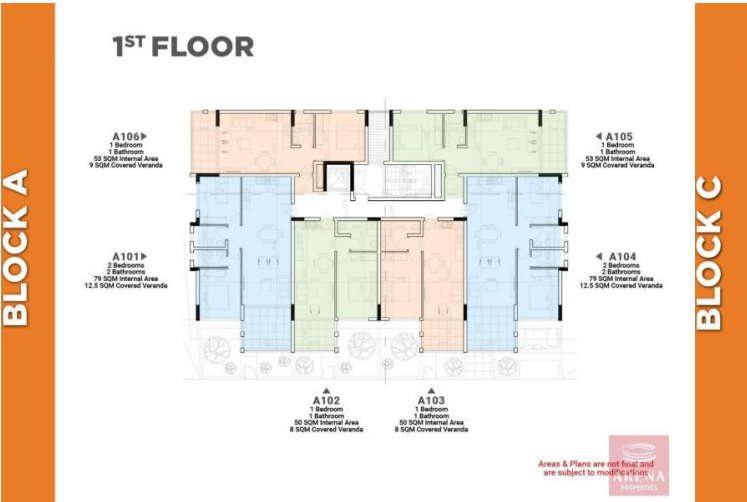 1ST FLOOR
BLOCK A
BLOCK C
A106
1 Bedroom
1 Bathroom
53 SQM Internal Area
9 SQM Covered Veranda
A105
1 Bedroom
1 Bathroom
53 SQM Internal Area
9 SQM Covered Veranda
A101
2 Bedrooms
2 Bathrooms
79 SQM Internal Area
12.5 SQM Covered Veranda
A104
2 Bedrooms
2 Bathrooms
79 SQM Internal Area
12.5 SQM Covered Veranda
A102
1 Bedroom
1 Bathroom
50 SQM Internal Area
8 SQM Covered Veranda
A103
1 Bedroom
1 Bathroom
50 SQM Internal Area
8 SQM Covered Veranda
Areas & Plans are not final and
are subject to modifications
ARENA
PROPERTIES